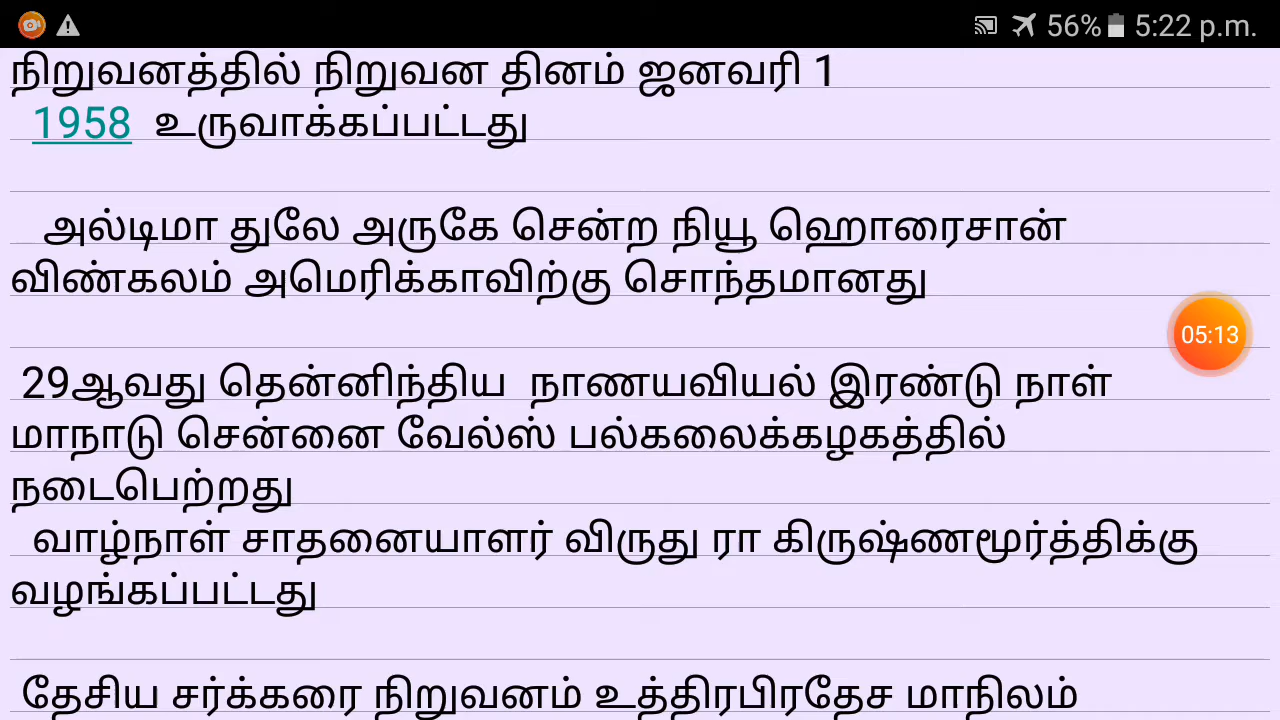 56% 5:22 p.m.
நிறுவனத்தில் நிறுவன தினம் ஜனவரி 1
1958 உருவாக்கப்பட்டது
அல்டிமா துலே அருகே சென்ற நியூ ஹொரைசான்
விண்கலம் அமெரிக்காவிற்கு சொந்தமானது
05:13
29ஆவது தென்னிந்திய நாணயவியல் இரண்டு நாள்
மாநாடு சென்னை வேல்ஸ் பல்கலைக்கழகத்தில்
நடைபெற்றது
வாழ்நாள் சாதனையாளர் விருது ரா கிருஷ்ணமூர்த்திக்கு
வழங்கப்பட்டது
தேசிய சர்க்கரை நிறுவனம் உத்திரபிரதேச மாநிலம்